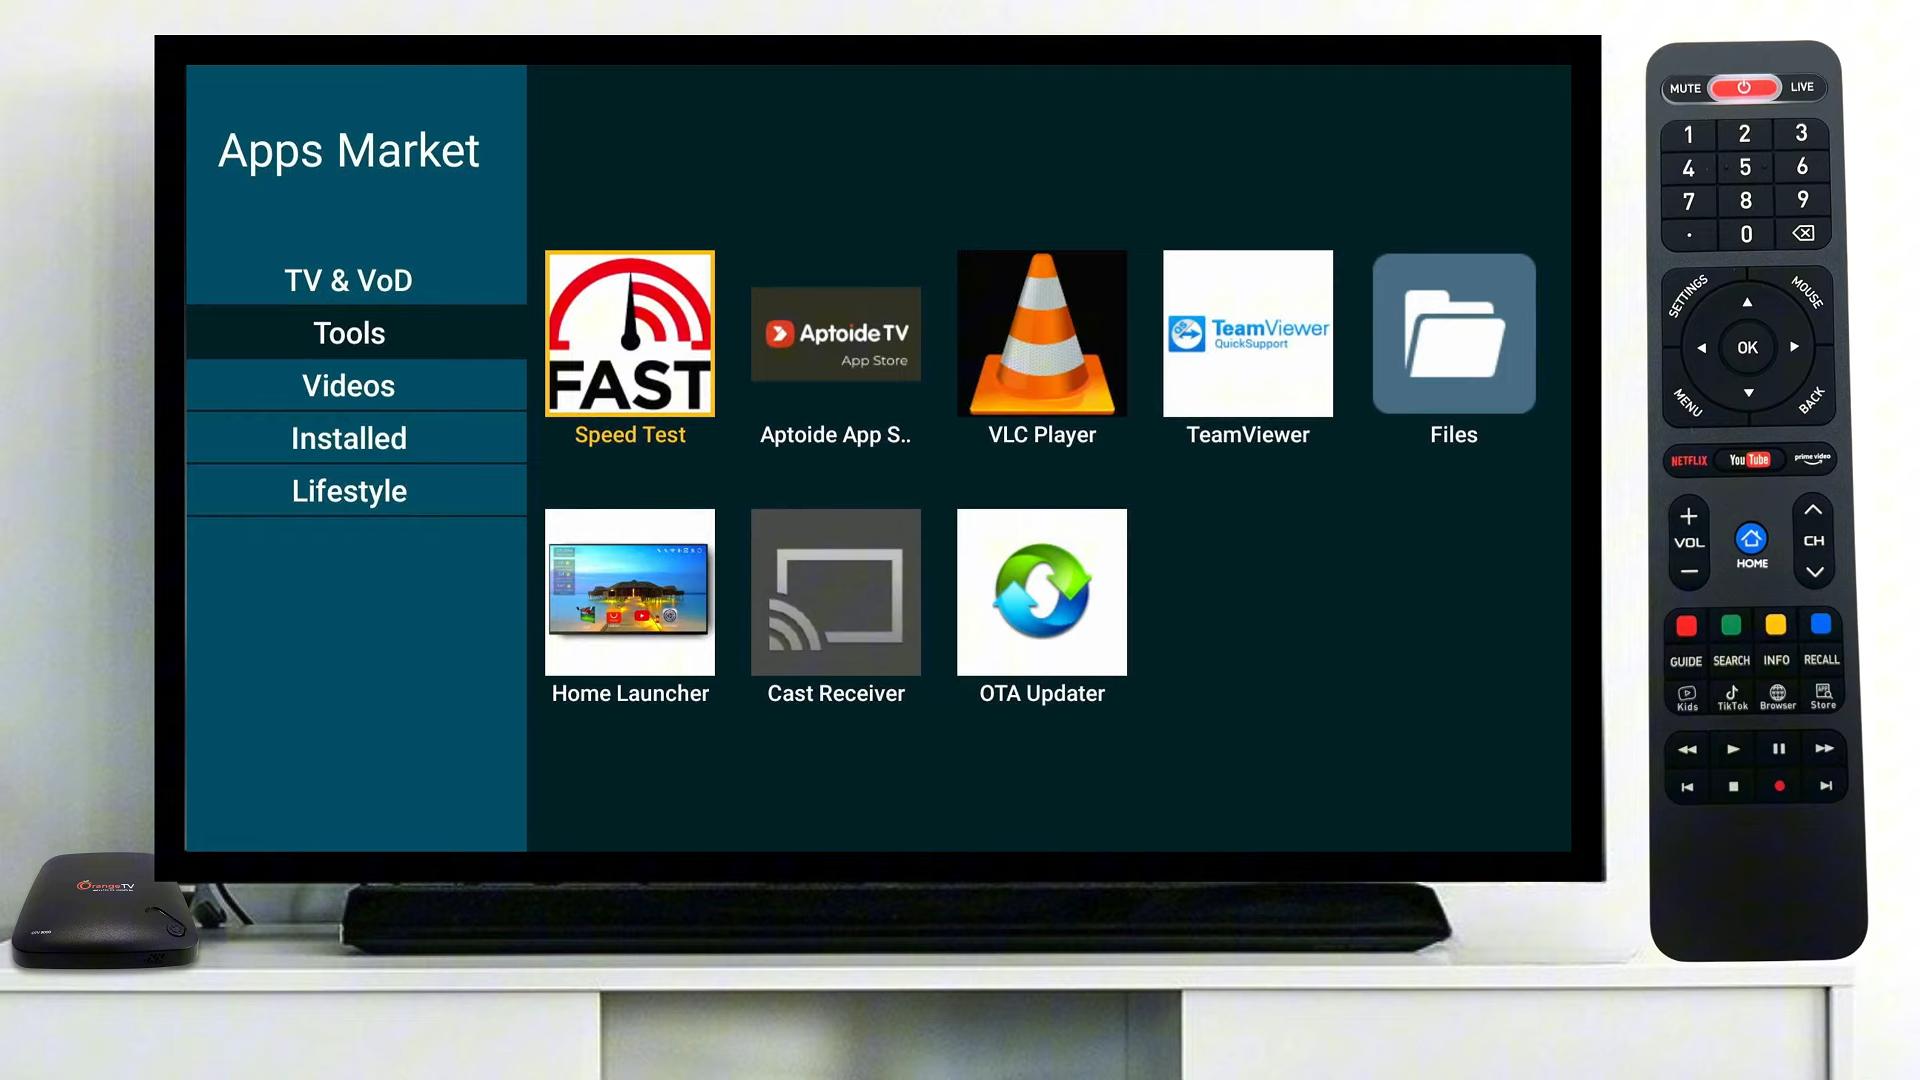 Apps Market
TV & VoD
Tools
Videos
Installed
Lifestyle
FAST
Speed Test
Aptoide TV
App Store
Aptoide App S..
VLC Player
TeamViewer
QuickSupport
TeamViewer
Files
Home Launcher
Cast Receiver
OTA Updater
OrangeTV
MUTE LIVE
1 2 3
4 5 6
7 8 9
. 0
SETTINGS MOUSE
OK
MENU BACK
NETFLIX YouTube prime video
+
VOL
−
HOME
CH
GUIDE SEARCH INFO RECALL
Kids TikTok Browser Store